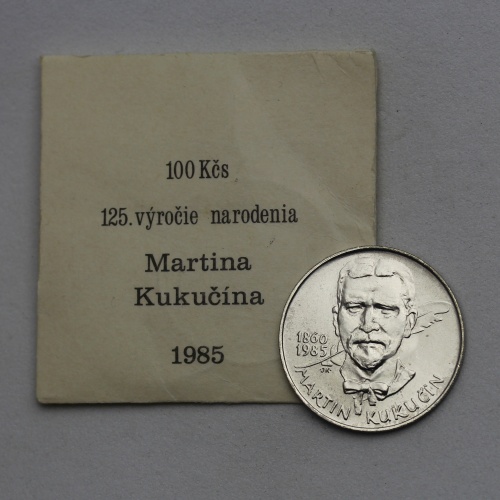 100 Kčs
125. výročie narodenia
Martina
Kukučína
1985
1860
1985
MARTIN KUKUČÍN